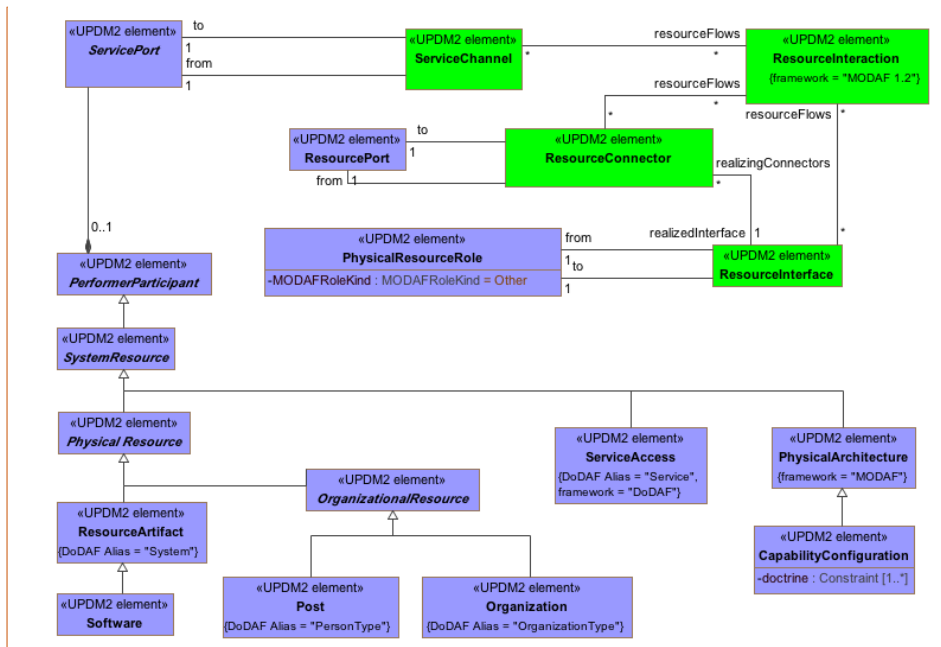 «UPDM2 element»
ServicePort
to
1
from
1
«UPDM2 element»
ServiceChannel
*
resourceFlows
*
«UPDM2 element»
ResourceInteraction
{framework = "MODAF 1.2"}
resourceFlows
*
*
resourceFlows
*
«UPDM2 element»
ResourcePort
to
1
from
1
«UPDM2 element»
ResourceConnector
realizingConnectors
*
0..1
«UPDM2 element»
PhysicalResourceRole
-MODAFRoleKind : MODAFRoleKind = Other
from
1
to
1
realizedInterface
1
*
«UPDM2 element»
ResourceInterface
«UPDM2 element»
PerformerParticipant
«UPDM2 element»
SystemResource
«UPDM2 element»
Physical Resource
«UPDM2 element»
ServiceAccess
{DoDAF Alias = "Service",
framework = "DoDAF"}
«UPDM2 element»
PhysicalArchitecture
{framework = "MODAF"}
«UPDM2 element»
OrganizationalResource
«UPDM2 element»
ResourceArtifact
{DoDAF Alias = "System"}
«UPDM2 element»
CapabilityConfiguration
-doctrine : Constraint [1..*]
«UPDM2 element»
Software
«UPDM2 element»
Post
{DoDAF Alias = "PersonType"}
«UPDM2 element»
Organization
{DoDAF Alias = "OrganizationType"}